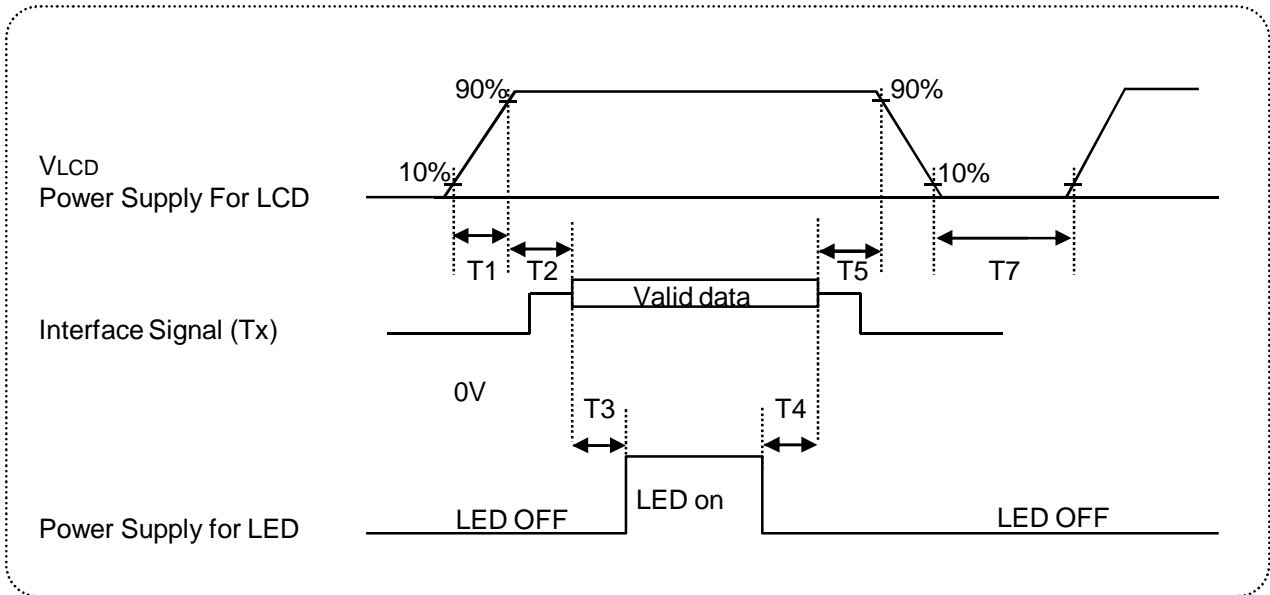 90%
90%
VLCD
10%
10%
Power Supply For LCD
T1
T2
T5
T7
Valid data
Interface Signal (Tx)
0V
T3
T4
LED on
LED OFF
LED OFF
Power Supply for LED